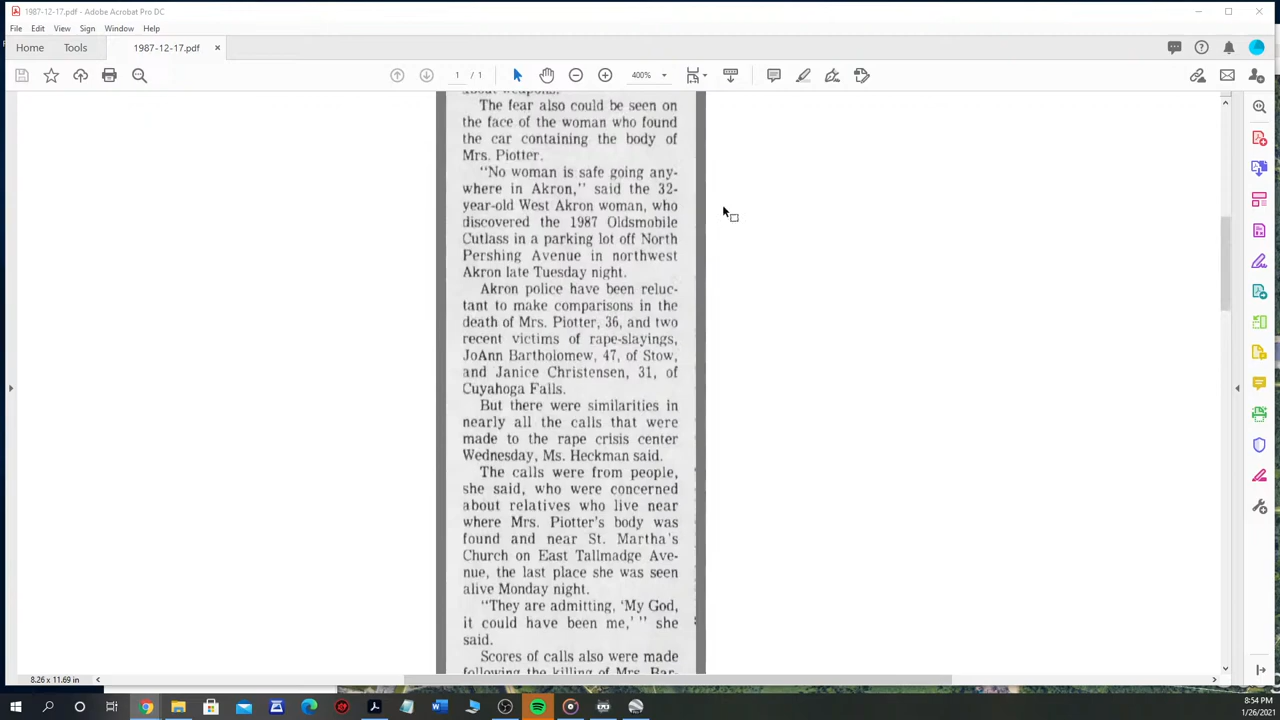 1987-12-17.pdf - Adobe Acrobat Pro DC
File Edit View Sign Window Help
Home Tools 1987-12-17.pdf ×
1 / 1 400%
about weapons.
The fear also could be seen on
the face of the woman who found
the car containing the body of
Mrs. Piotter.
"No woman is safe going any-
where in Akron," said the 32-
year-old West Akron woman, who
discovered the 1987 Oldsmobile
Cutlass in a parking lot off North
Pershing Avenue in northwest
Akron late Tuesday night.
Akron police have been reluc-
tant to make comparisons in the
death of Mrs. Piotter, 36, and two
recent victims of rape-slayings,
JoAnn Bartholomew, 47, of Stow,
and Janice Christensen, 31, of
Cuyahoga Falls.
But there were similarities in
nearly all the calls that were
made to the rape crisis center
Wednesday, Ms. Heckman said.
The calls were from people,
she said, who were concerned
about relatives who live near
where Mrs. Piotter's body was
found and near St. Martha's
Church on East Tallmadge Ave-
nue, the last place she was seen
alive Monday night.
"They are admitting, 'My God,
it could have been me,' " she
said.
Scores of calls also were made
following the killing of Mrs. Bar-
8.26 x 11.69 in
8:54 PM
1/26/2021